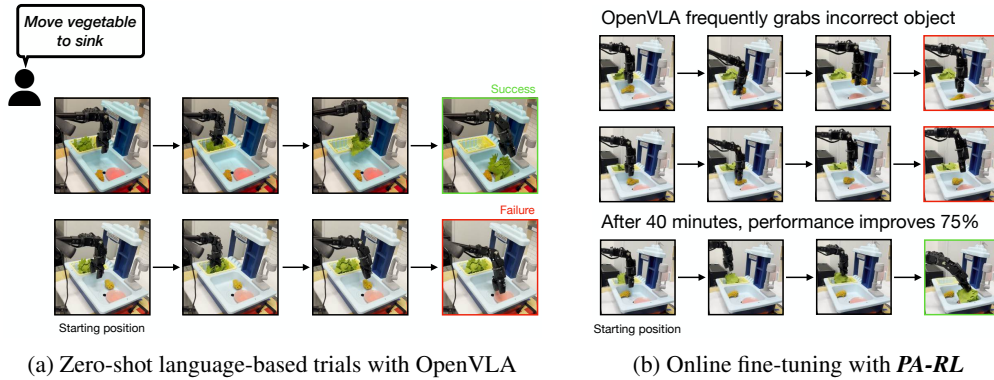 Move vegetable
to sink
Success
Failure
Starting position
(a) Zero-shot language-based trials with OpenVLA
OpenVLA frequently grabs incorrect object
After 40 minutes, performance improves 75%
Starting position
(b) Online fine-tuning with PA-RL